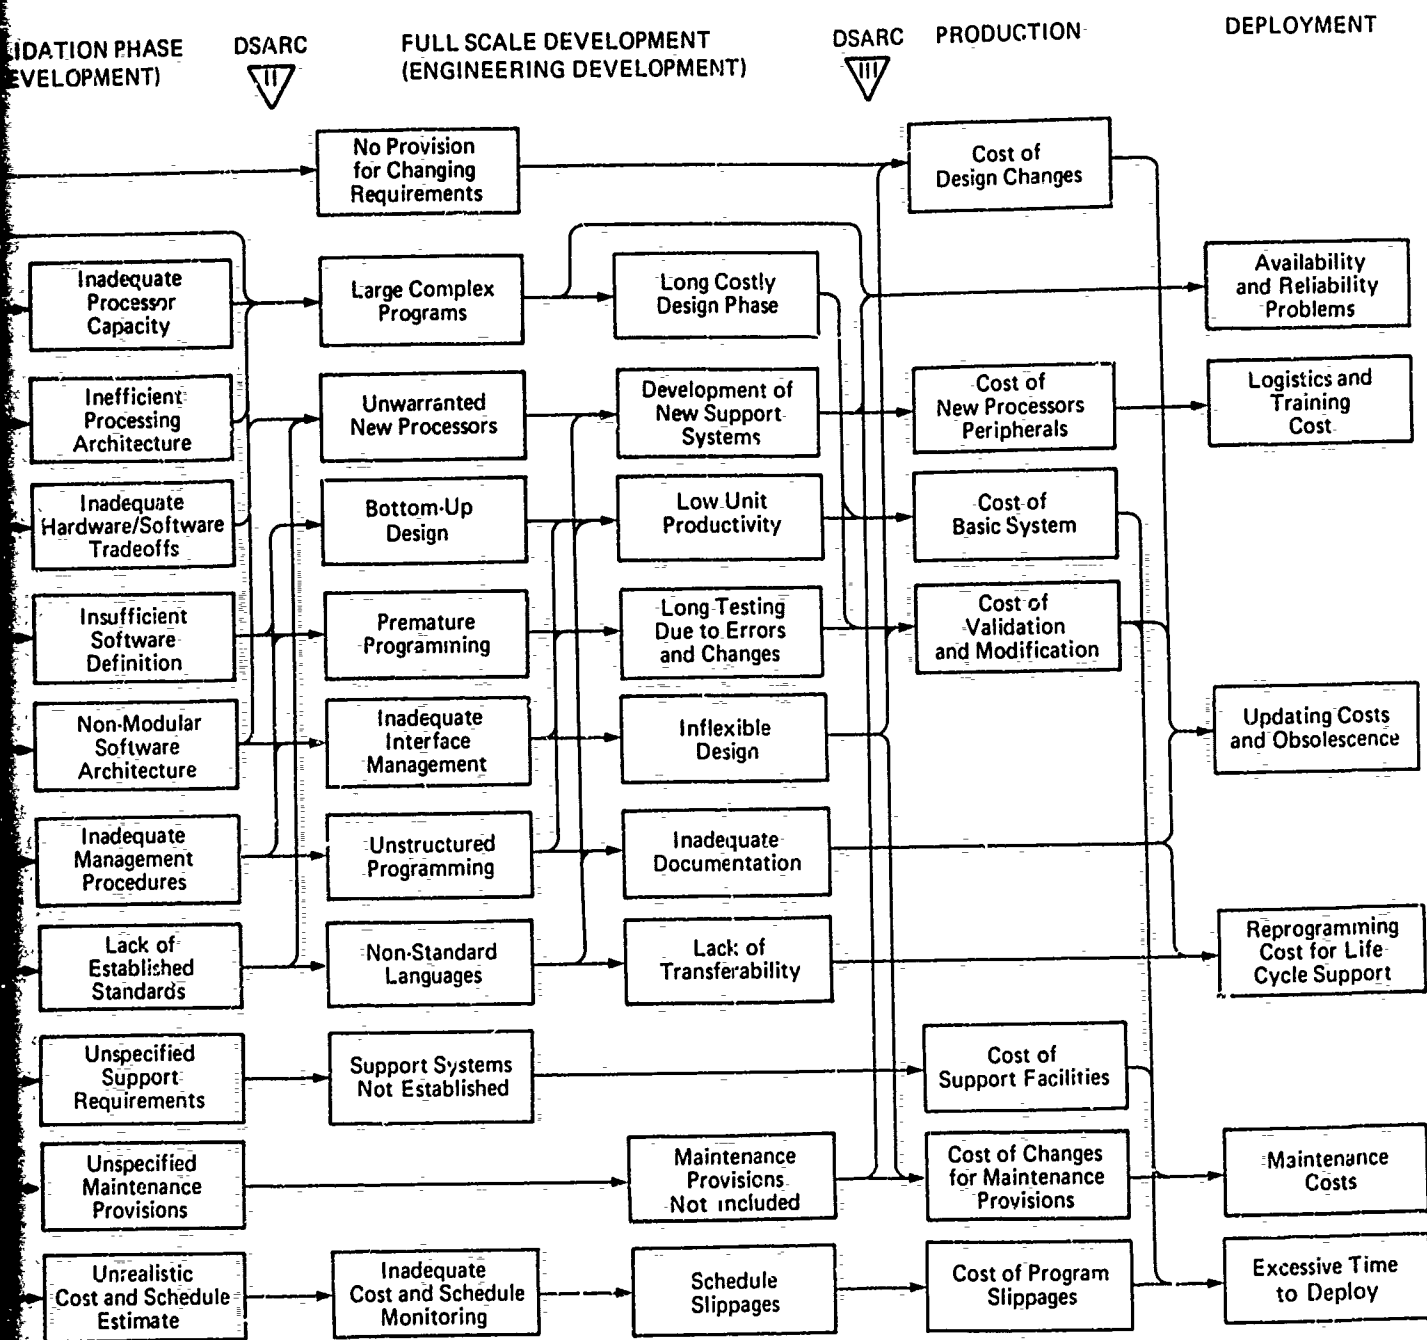 IDATION PHASE
EVELOPMENT)
DSARC
II
FULL SCALE DEVELOPMENT
(ENGINEERING DEVELOPMENT)
DSARC
III
PRODUCTION
DEPLOYMENT
No Provision
for Changing
Requirements
Cost of
Design Changes
Inadequate
Processor
Capacity
Large Complex
Programs
Long Costly
Design Phase
Availability
and Reliability
Problems
Inefficient
Processing
Architecture
Unwarranted
New Processors
Development of
New Support
Systems
Cost of
New Processors
Peripherals
Logistics and
Training
Cost
Inadequate
Hardware/Software
Tradeoffs
Bottom-Up
Design
Low Unit
Productivity
Cost of
Basic System
Insufficient
Software
Definition
Premature
Programming
Long Testing
Due to Errors
and Changes
Cost of
Validation
and Modification
Non-Modular
Software
Architecture
Inadequate
Interface
Management
Inflexible
Design
Updating Costs
and Obsolescence
Inadequate
Management
Procedures
Unstructured
Programming
Inadequate
Documentation
Lack of
Established
Standards
Non-Standard
Languages
Lack of
Transferability
Reprogramming
Cost for Life
Cycle Support
Unspecified
Support
Requirements
Support Systems
Not Established
Cost of
Support Facilities
Unspecified
Maintenance
Provisions
Maintenance
Provisions
Not Included
Cost of Changes
for Maintenance
Provisions
Maintenance
Costs
Unrealistic
Cost and Schedule
Estimate
Inadequate
Cost and Schedule
Monitoring
Schedule
Slippages
Cost of Program
Slippages
Excessive Time
to Deploy